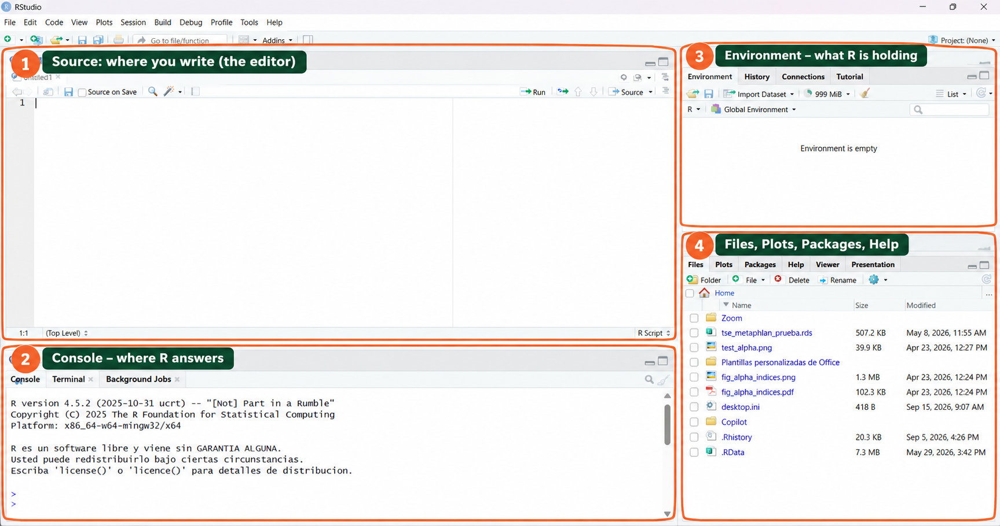 RStudio
File Edit Code View Plots Session Build Debug Profile Tools Help
Go to file/function Addins Project: (None)
1 Source: where you write (the editor)
Untitled1
Source on Save Run Source
1
1:1 (Top Level) R Script
2 Console – where R answers
Console Terminal Background Jobs
R version 4.5.2 (2025-10-31 ucrt) -- "[Not] Part in a Rumble"
Copyright (C) 2025 The R Foundation for Statistical Computing
Platform: x86_64-w64-mingw32/x64
R es un software libre y viene sin GARANTIA ALGUNA.
Usted puede redistribuirlo bajo ciertas circunstancias.
Escriba 'license()' o 'licence()' para detalles de distribucion.
>
>
3 Environment – what R is holding
Environment History Connections Tutorial
Import Dataset 999 MiB List
R Global Environment
Environment is empty
4 Files, Plots, Packages, Help
Files Plots Packages Help Viewer Presentation
Folder File Delete Rename
Home ...
Name Size Modified
Zoom
tse_metaphlan_prueba.rds 507.2 KB May 8, 2026, 11:55 AM
test_alpha.png 39.9 KB Apr 23, 2026, 12:27 PM
Plantillas personalizadas de Office
fig_alpha_indices.png 1.3 MB Apr 23, 2026, 12:24 PM
fig_alpha_indices.pdf 102.3 KB Apr 23, 2026, 12:24 PM
desktop.ini 418 B Sep 15, 2026, 9:07 AM
Copilot
.Rhistory 20.3 KB Sep 5, 2026, 4:26 PM
.RData 7.3 MB May 29, 2026, 3:42 PM